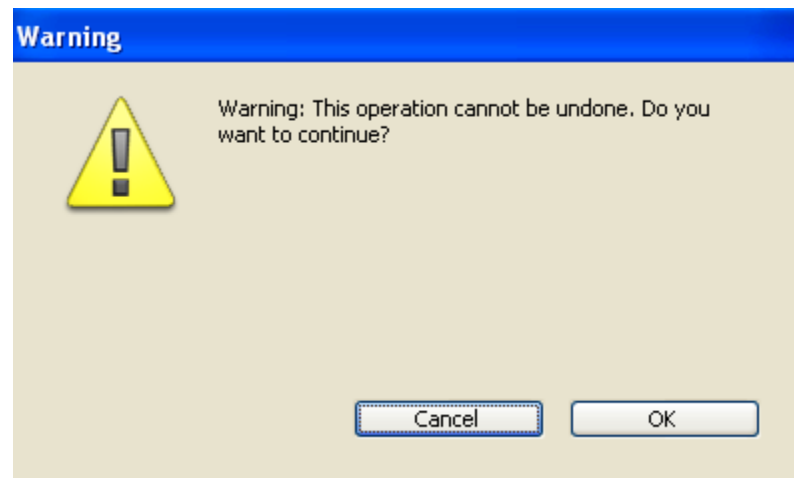 Warning
Warning: This operation cannot be undone. Do you
want to continue?
Cancel
OK